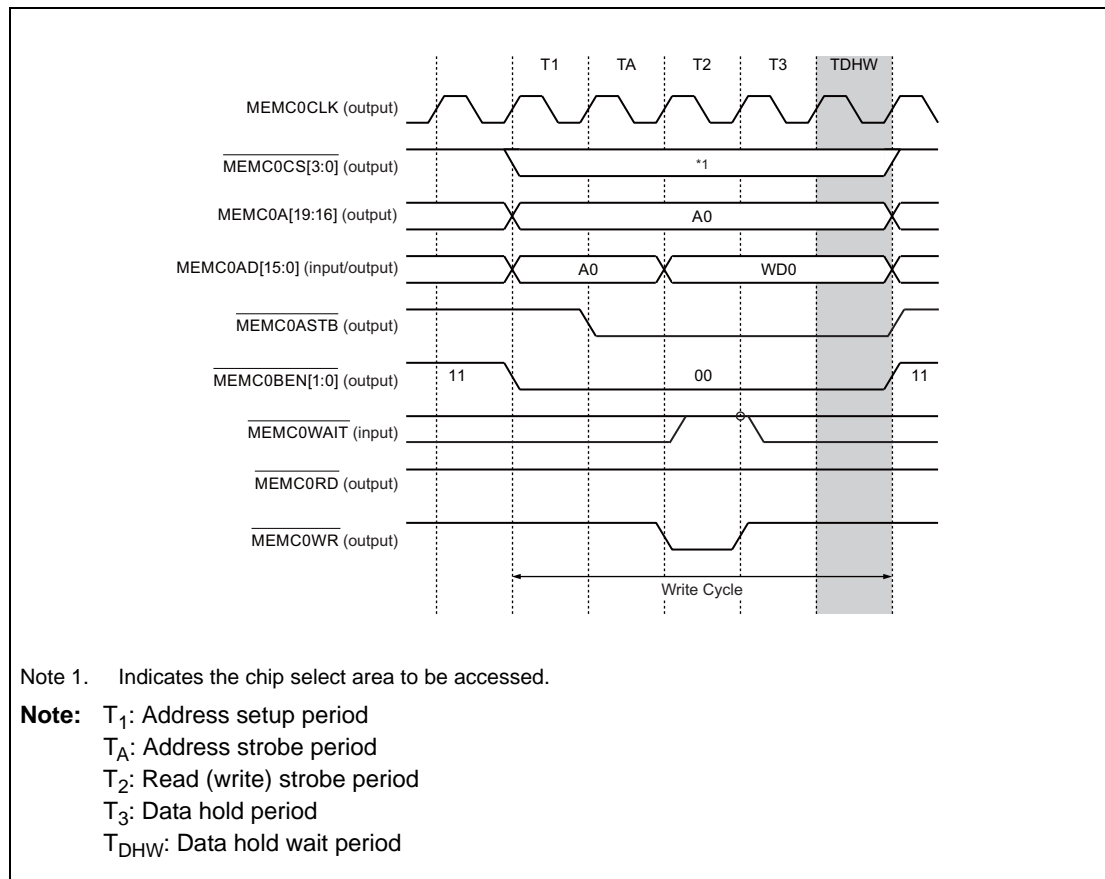 T1 TA T2 T3 TDHW
MEMC0CLK (output)
MEMC0CS[3:0] (output) *1
MEMC0A[19:16] (output) A0
MEMC0AD[15:0] (input/output) A0 WD0
MEMC0ASTB (output)
MEMC0BEN[1:0] (output) 11 00 11
MEMC0WAIT (input)
MEMC0RD (output)
MEMC0WR (output)
Write Cycle
Note 1. Indicates the chip select area to be accessed.
Note: T1: Address setup period
TA: Address strobe period
T2: Read (write) strobe period
T3: Data hold period
TDHW: Data hold wait period